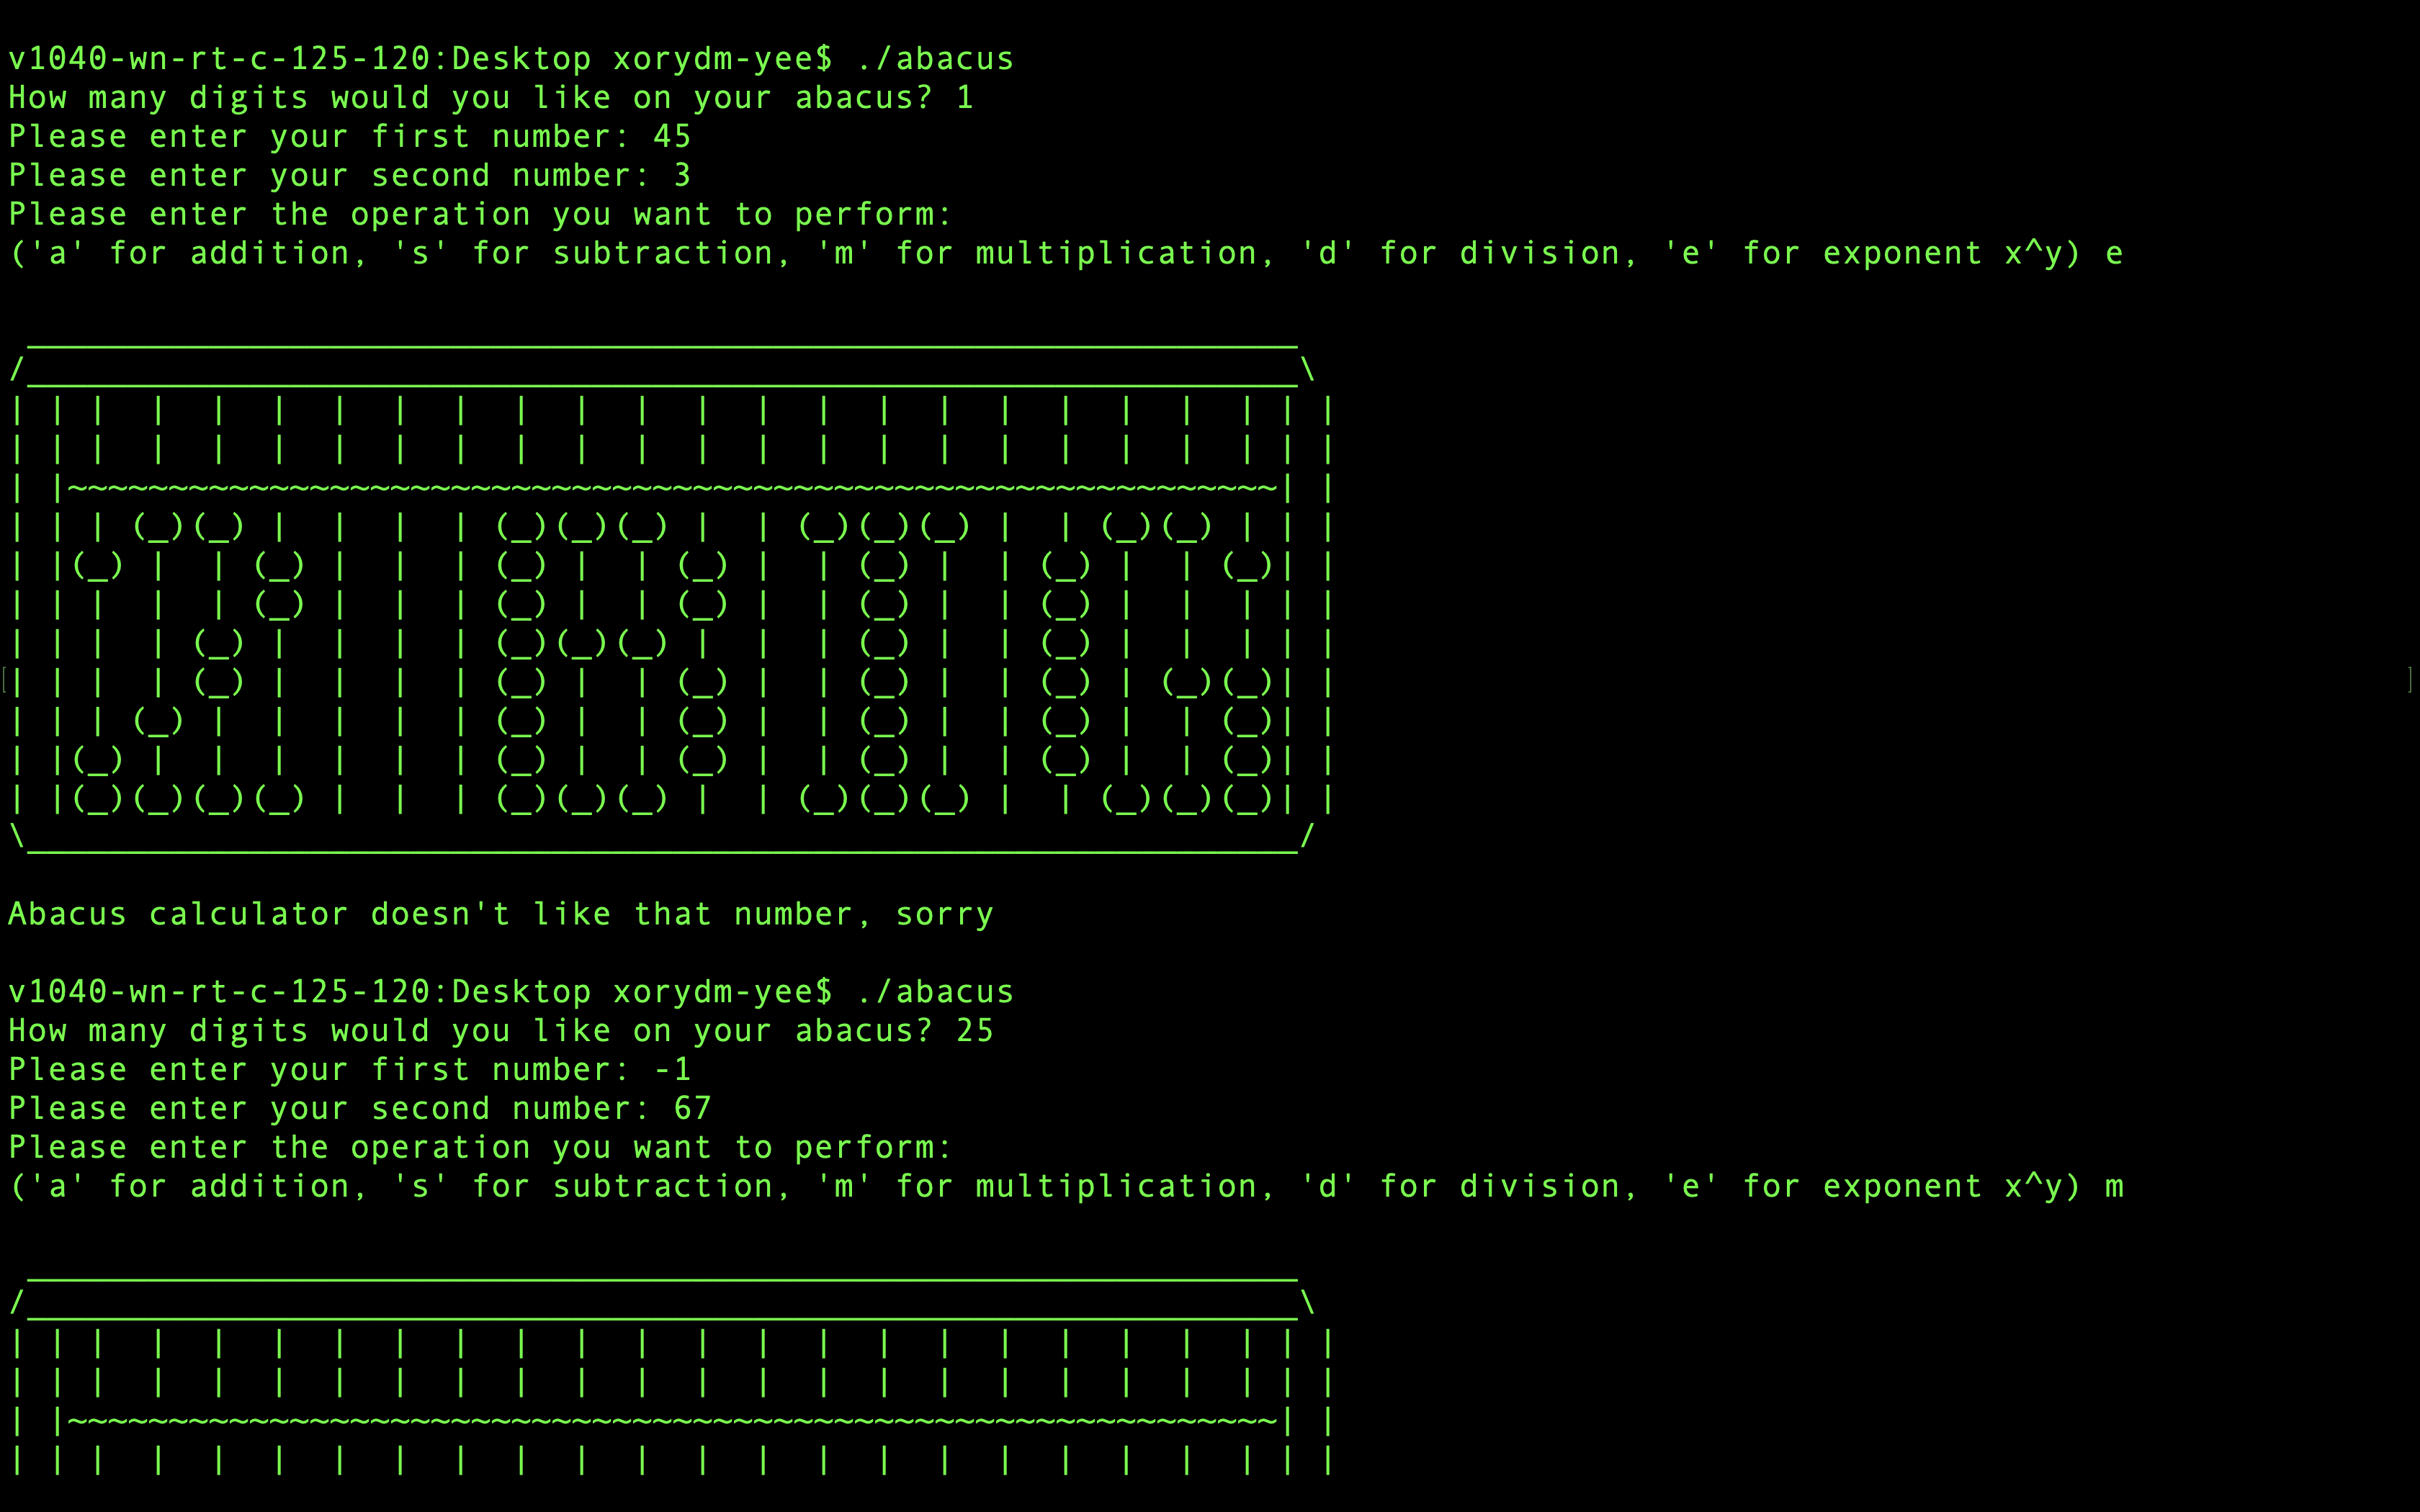 v1040-wn-rt-c-125-120:Desktop xorydm-yee$ ./abacus
How many digits would you like on your abacus? 1
Please enter your first number: 45
Please enter your second number: 3
Please enter the operation you want to perform:
('a' for addition, 's' for subtraction, 'm' for multiplication, 'd' for division, 'e' for exponent x^y) e
2 BIG
Abacus calculator doesn't like that number, sorry
v1040-wn-rt-c-125-120:Desktop xorydm-yee$ ./abacus
How many digits would you like on your abacus? 25
Please enter your first number: -1
Please enter your second number: 67
Please enter the operation you want to perform:
('a' for addition, 's' for subtraction, 'm' for multiplication, 'd' for division, 'e' for exponent x^y) m